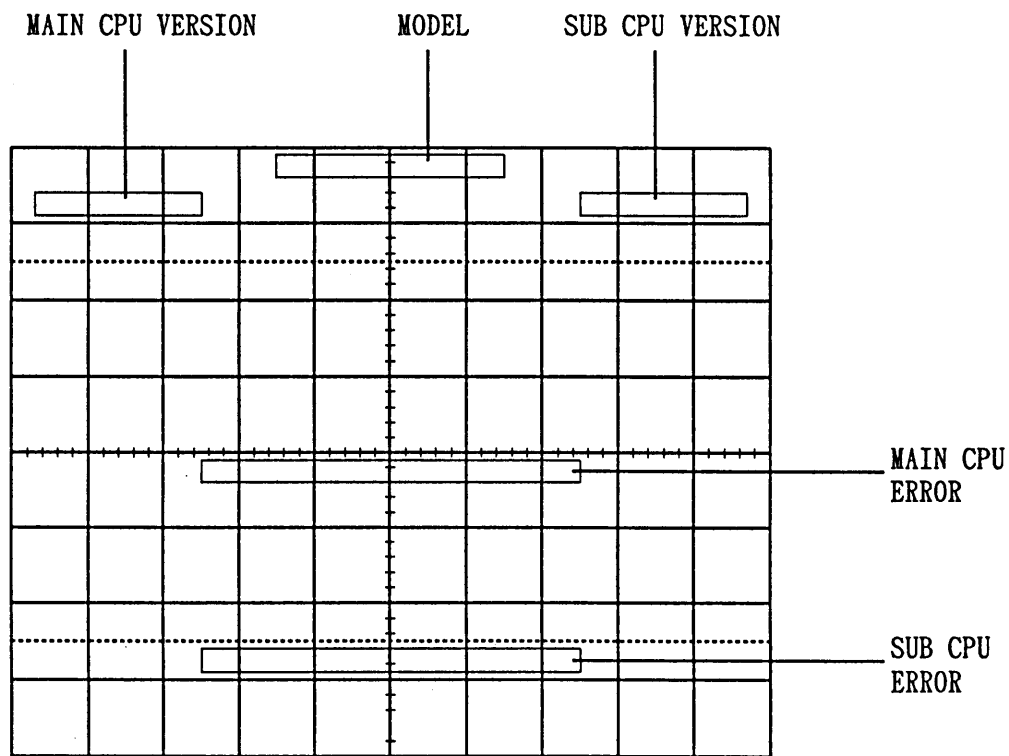 MAIN CPU VERSION
MODEL
SUB CPU VERSION
MAIN CPU
ERROR
SUB CPU
ERROR